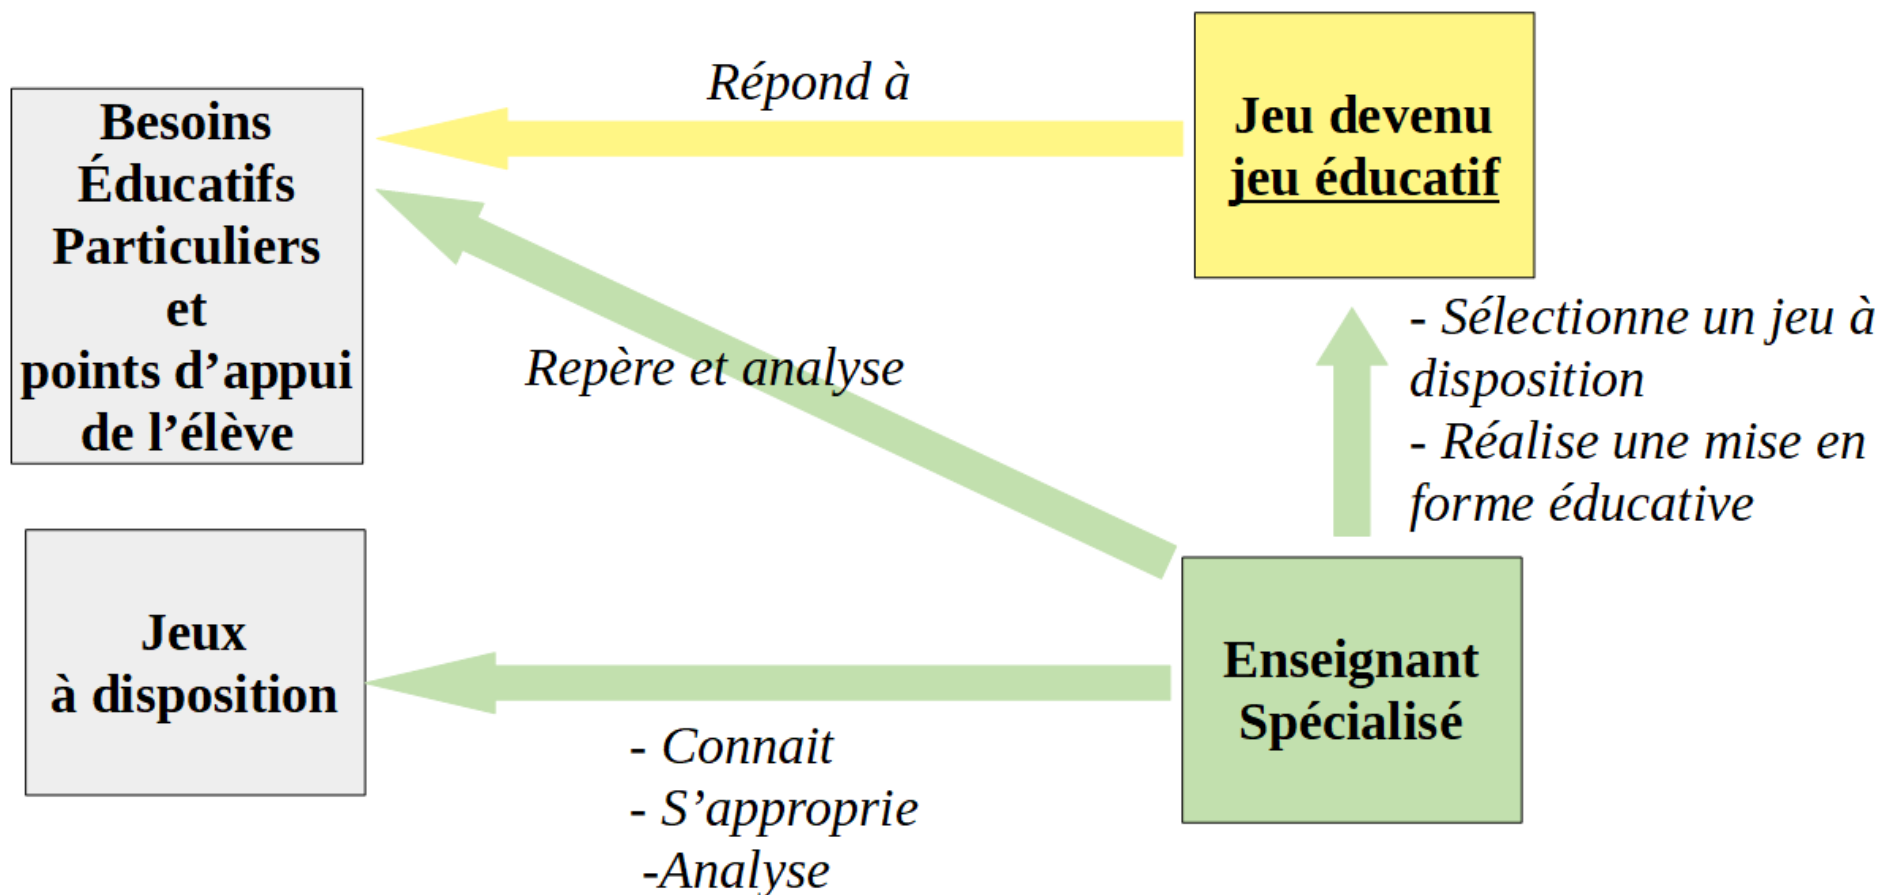 Répond à
Jeu devenu
jeu éducatif
Besoins
Éducatifs
Particuliers
et
points d’appui
de l’élève
Repère et analyse
- Sélectionne un jeu à
disposition
- Réalise une mise en
forme éducative
Jeux
à disposition
Enseignant
Spécialisé
- Connait
- S’approprie
-Analyse